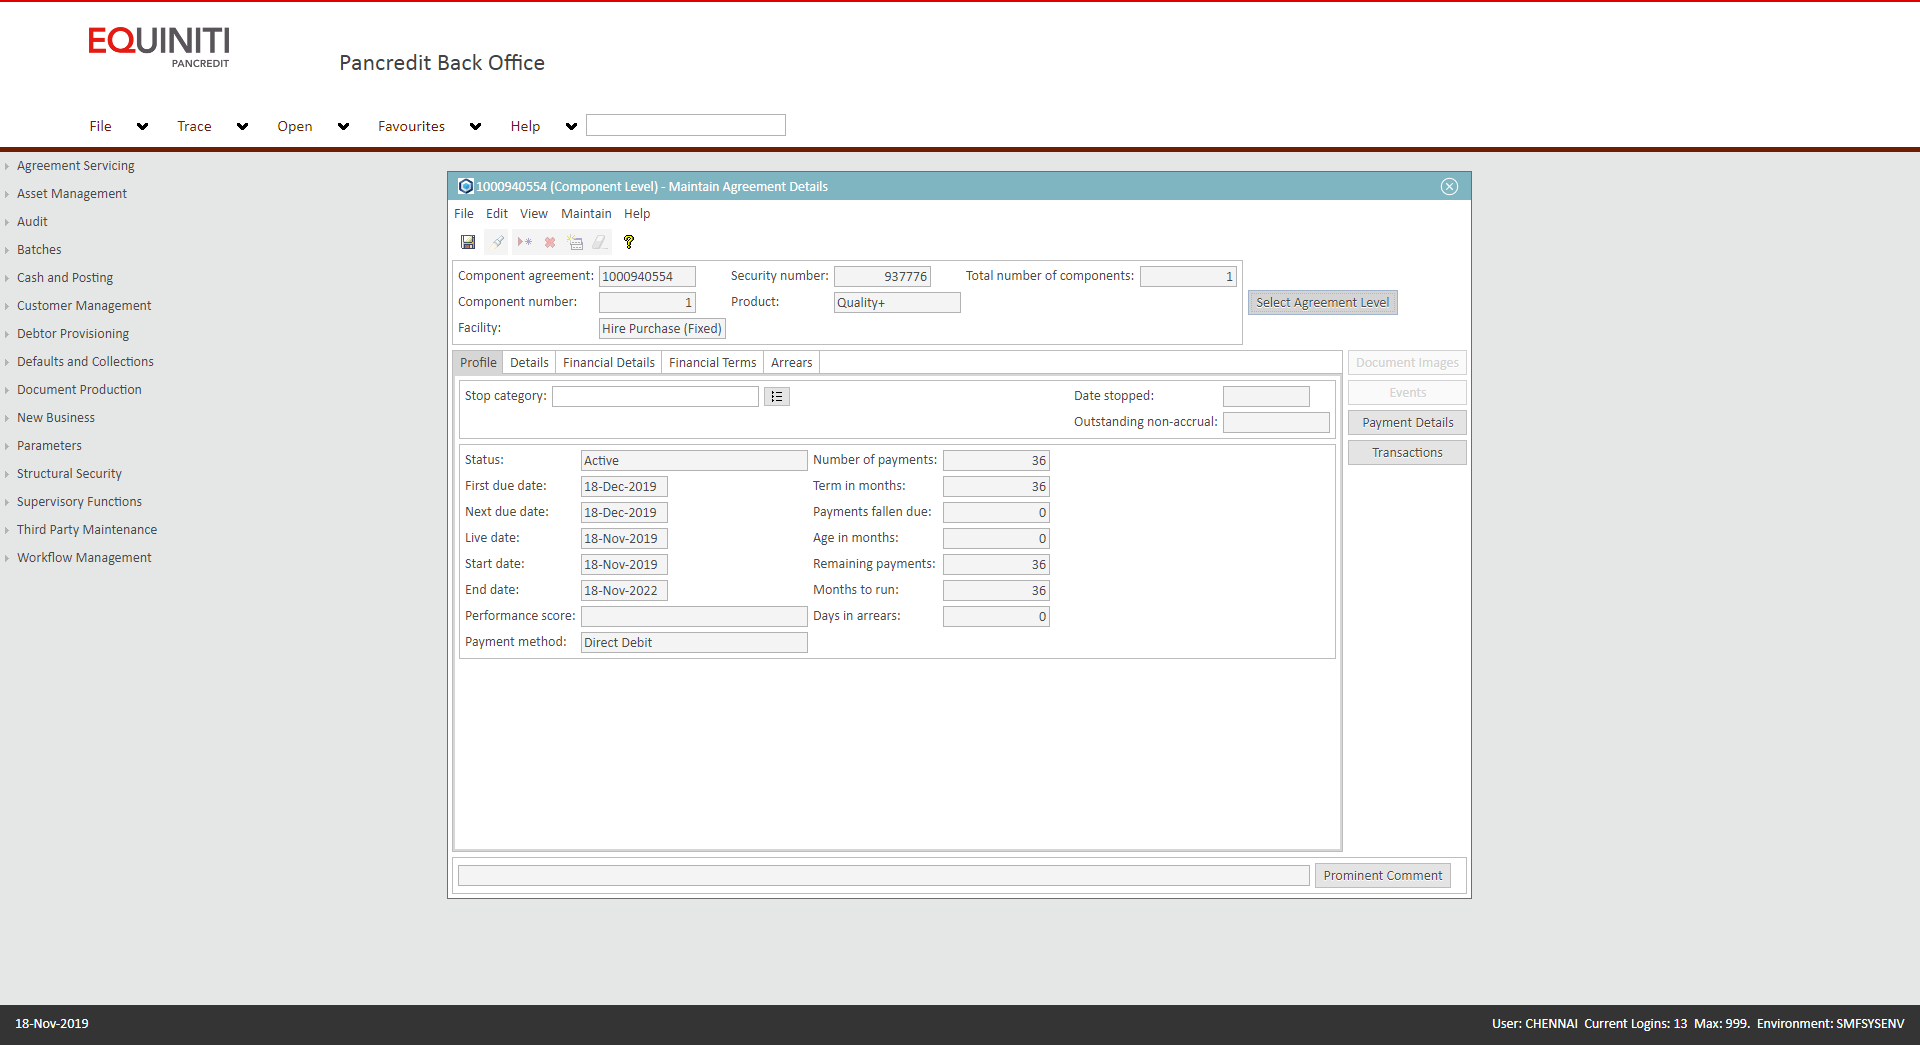 EQUINITI
PANCREDIT
Pancredit Back Office
File Trace Open Favourites Help
Agreement Servicing
Asset Management
Audit
Batches
Cash and Posting
Customer Management
Debtor Provisioning
Defaults and Collections
Document Production
New Business
Parameters
Structural Security
Supervisory Functions
Third Party Maintenance
Workflow Management
1000940554 (Component Level) - Maintain Agreement Details
File Edit View Maintain Help
Component agreement: 1000940554 Security number: 937776 Total number of components: 1
Component number: 1 Product: Quality+
Select Agreement Level
Facility: Hire Purchase (Fixed)
Profile Details Financial Details Financial Terms Arrears
Document Images
Events
Payment Details
Transactions
Stop category: Date stopped:
Outstanding non-accrual:
Status: Active Number of payments: 36
First due date: 18-Dec-2019 Term in months: 36
Next due date: 18-Dec-2019 Payments fallen due: 0
Live date: 18-Nov-2019 Age in months: 0
Start date: 18-Nov-2019 Remaining payments: 36
End date: 18-Nov-2022 Months to run: 36
Performance score: Days in arrears: 0
Payment method: Direct Debit
Prominent Comment
18-Nov-2019 User: CHENNAI Current Logins: 13 Max: 999. Environment: SMFSYSENV